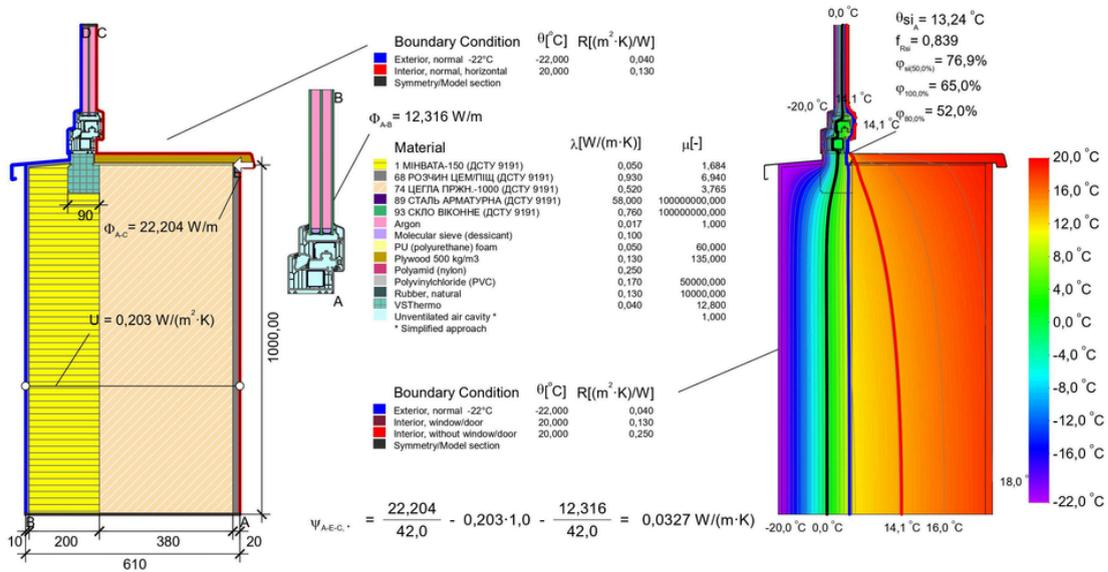 D C
90
ΦA-C= 22,204 W/m
U = 0,203 W/(m²·K)
1000,00
B
A
10
200
380
20
610
Boundary Condition θ[°C] R[(m²·K)/W]
Exterior, normal -22°C -22,000 0,040
Interior, normal, horizontal 20,000 0,130
Symmetry/Model section
B
ΦA-B= 12,316 W/m
A
Material λ[W/(m·K)] μ[-]
1 МІНВАТА-150 (ДСТУ 9191) 0,050 1,684
68 РОЗЧИН ЦЕМ/ПІЩ (ДСТУ 9191) 0,930 6,940
74 ЦЕГЛА ПРЖН.-1000 (ДСТУ 9191) 0,520 3,765
89 СТАЛЬ АРМАТУРНА (ДСТУ 9191) 58,000 100000000,000
93 СКЛО ВІКОННЕ (ДСТУ 9191) 0,760 100000000,000
Argon 0,017 1,000
Molecular sieve (dessicant) 0,100
PU (polyurethane) foam 0,050 60,000
Plywood 500 kg/m3 0,130 135,000
Polyamid (nylon) 0,250
Polyvinylchloride (PVC) 0,170 50000,000
Rubber, natural 0,130 10000,000
VSThermo 0,040 12,800
Unventilated air cavity * 1,000
* Simplified approach
Boundary Condition θ[°C] R[(m²·K)/W]
Exterior, normal -22°C -22,000 0,040
Interior, window/door 20,000 0,130
Interior, without window/door 20,000 0,250
Symmetry/Model section
ψA-E-C, * = 22,204/42,0 - 0,203·1,0 - 12,316/42,0 = 0,0327 W/(m·K)
0,0 °C
θsiA= 13,24 °C
fRsi= 0,839
φsi(50,0%)= 76,9%
φ100,0%= 65,0%
φ80,0%= 52,0%
-20,0 °C
14,1 °C
14,1 °C
18,0 °
-20,0 °C
0,0 °C
14,1 °C
16,0 °C
20,0 °C
16,0 °C
12,0 °C
8,0 °C
4,0 °C
0,0 °C
-4,0 °C
-8,0 °C
-12,0 °C
-16,0 °C
-22,0 °C